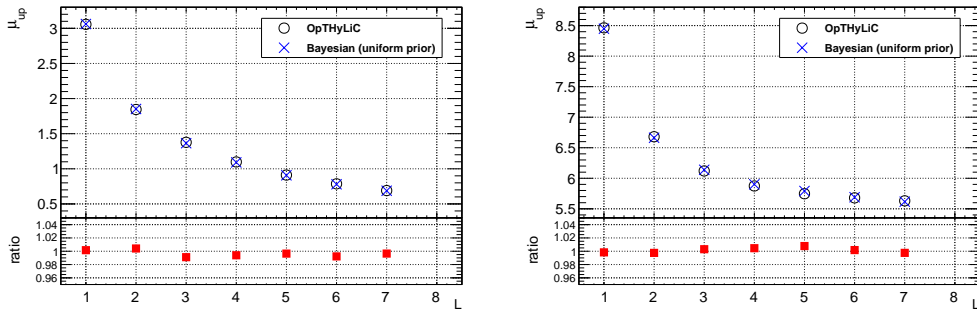 μup
OpTHyLiC
Bayesian (uniform prior)
3
2.5
2
1.5
1
0.5
ratio
1.04
1.02
1
0.98
0.96
1 2 3 4 5 6 7 8 L
μup
OpTHyLiC
Bayesian (uniform prior)
8.5
8
7.5
7
6.5
6
5.5
ratio
1.04
1.02
1
0.98
0.96
1 2 3 4 5 6 7 8 L